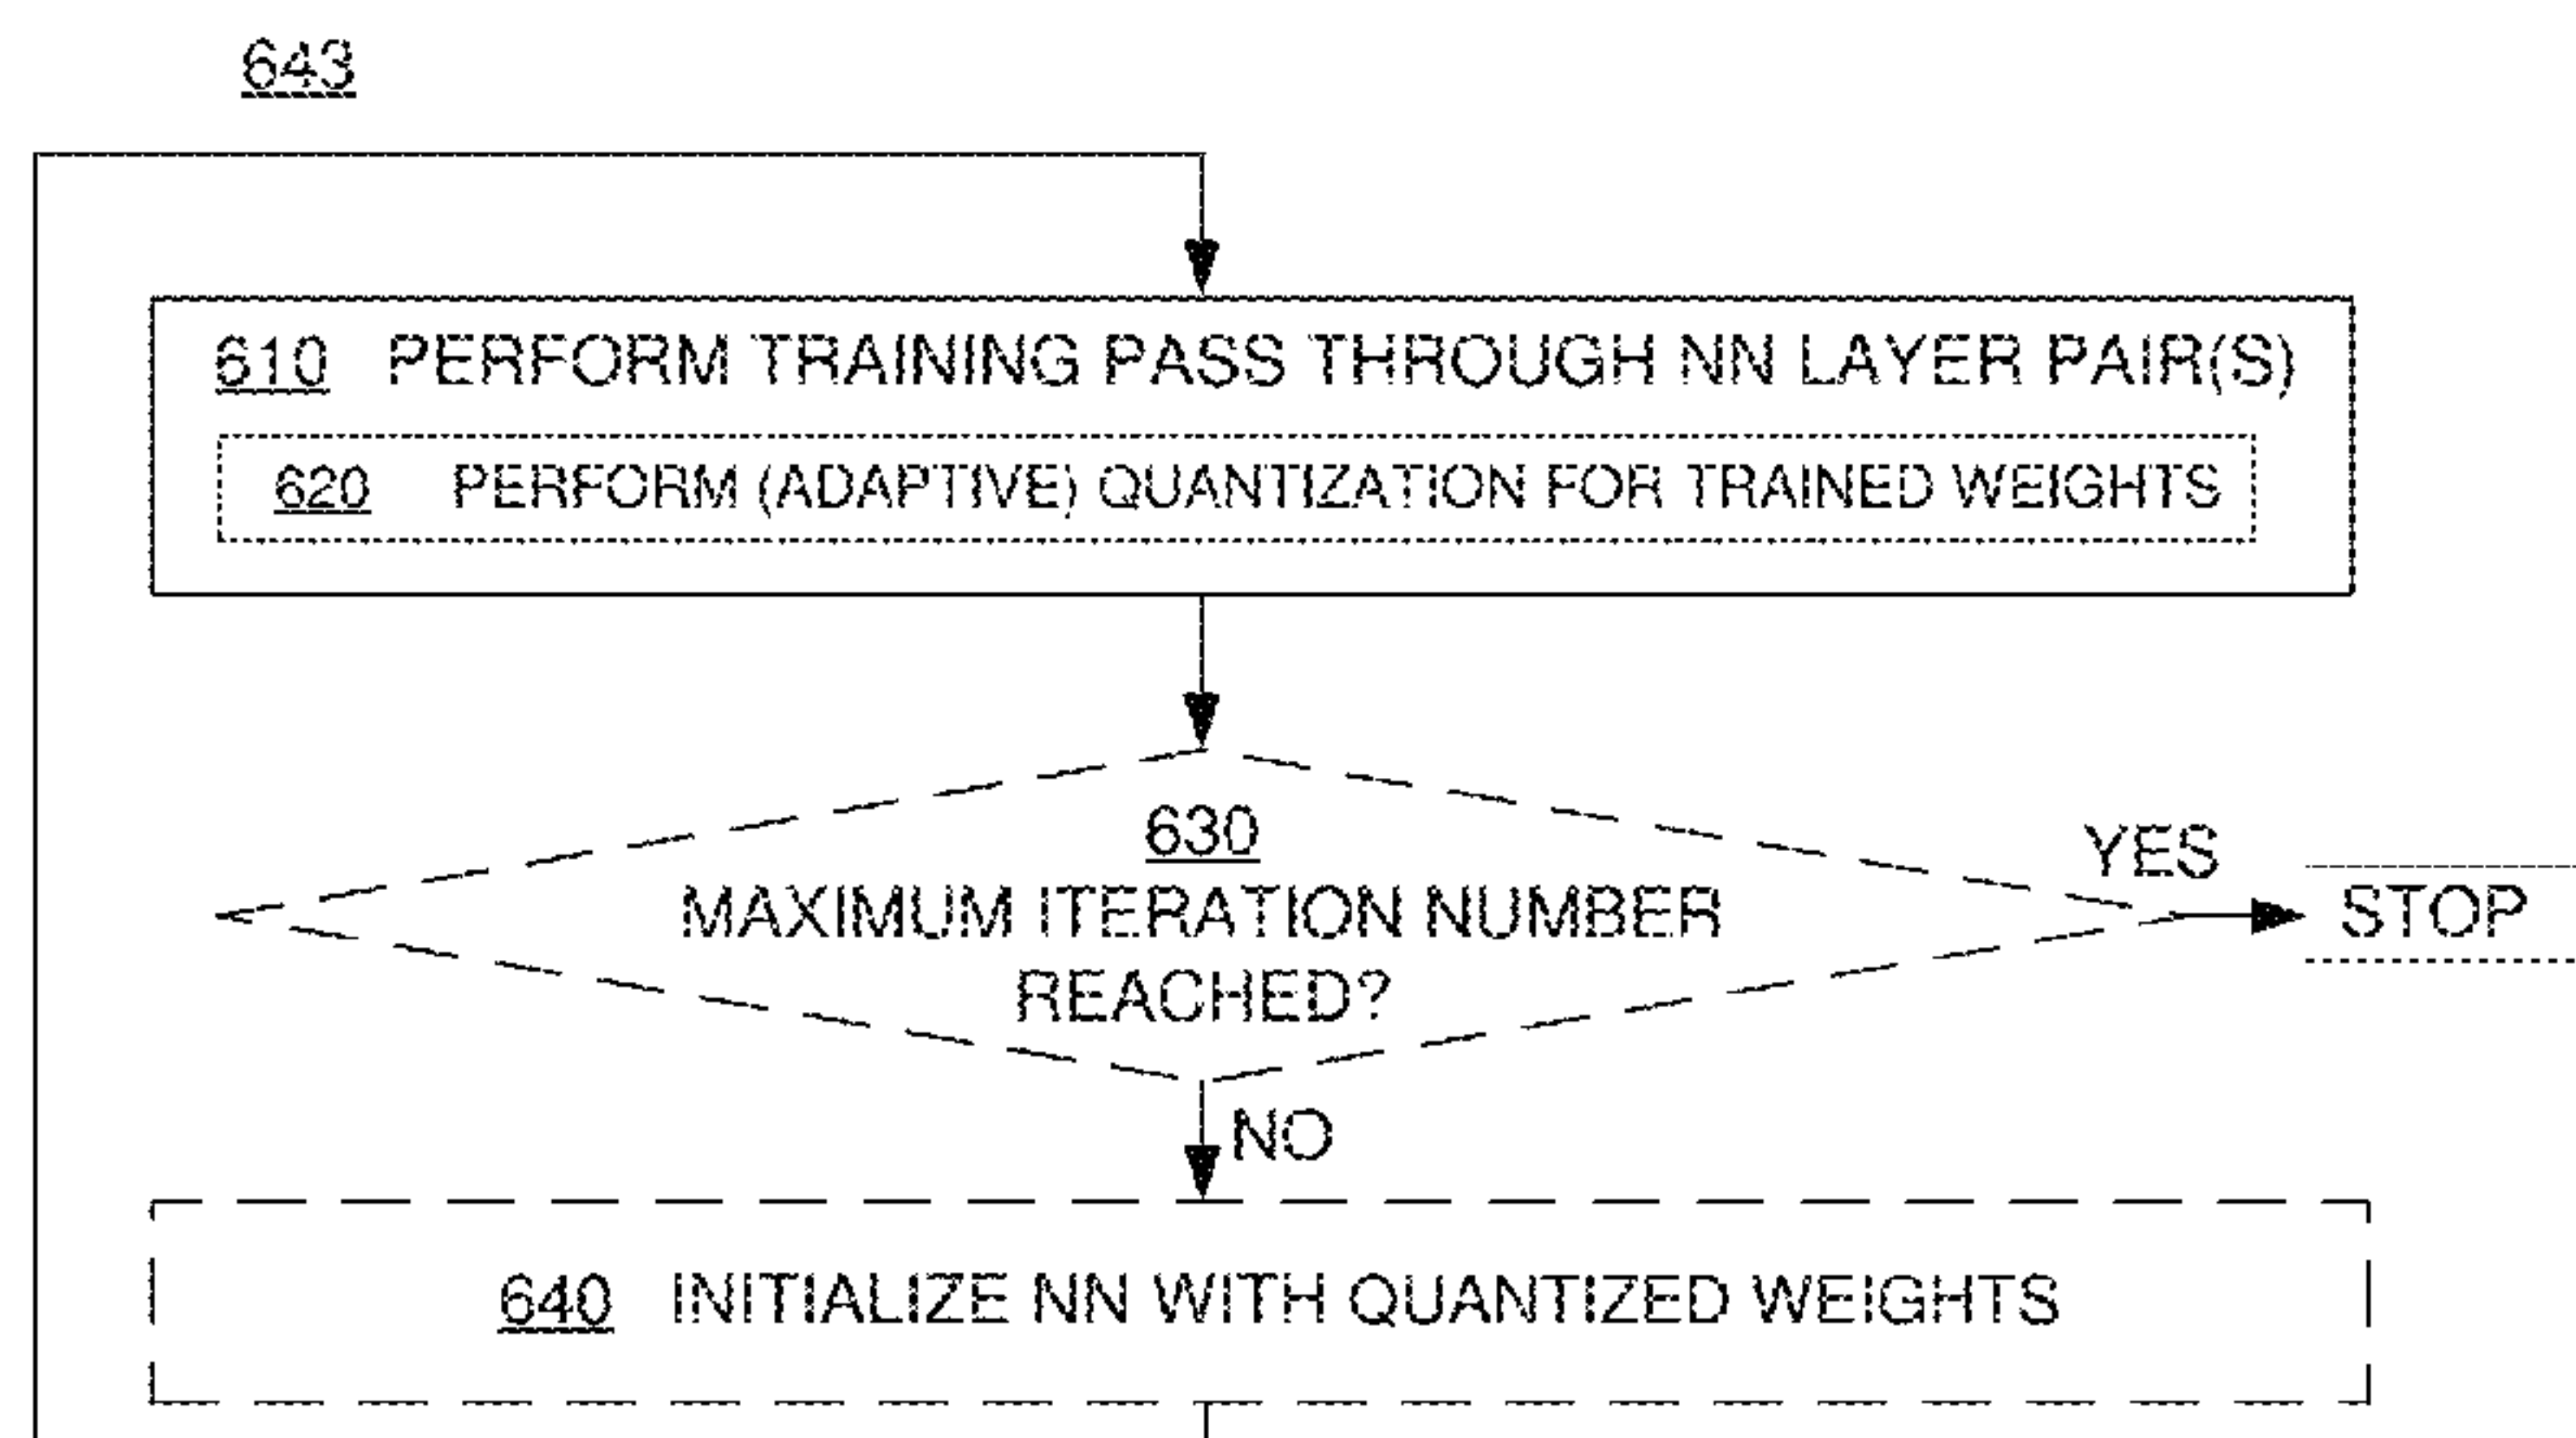 643
610 PERFORM TRAINING PASS THROUGH NN LAYER PAIR(S)
620 PERFORM (ADAPTIVE) QUANTIZATION FOR TRAINED WEIGHTS
630
MAXIMUM ITERATION NUMBER
REACHED?
YES
STOP
NO
640 INITIALIZE NN WITH QUANTIZED WEIGHTS